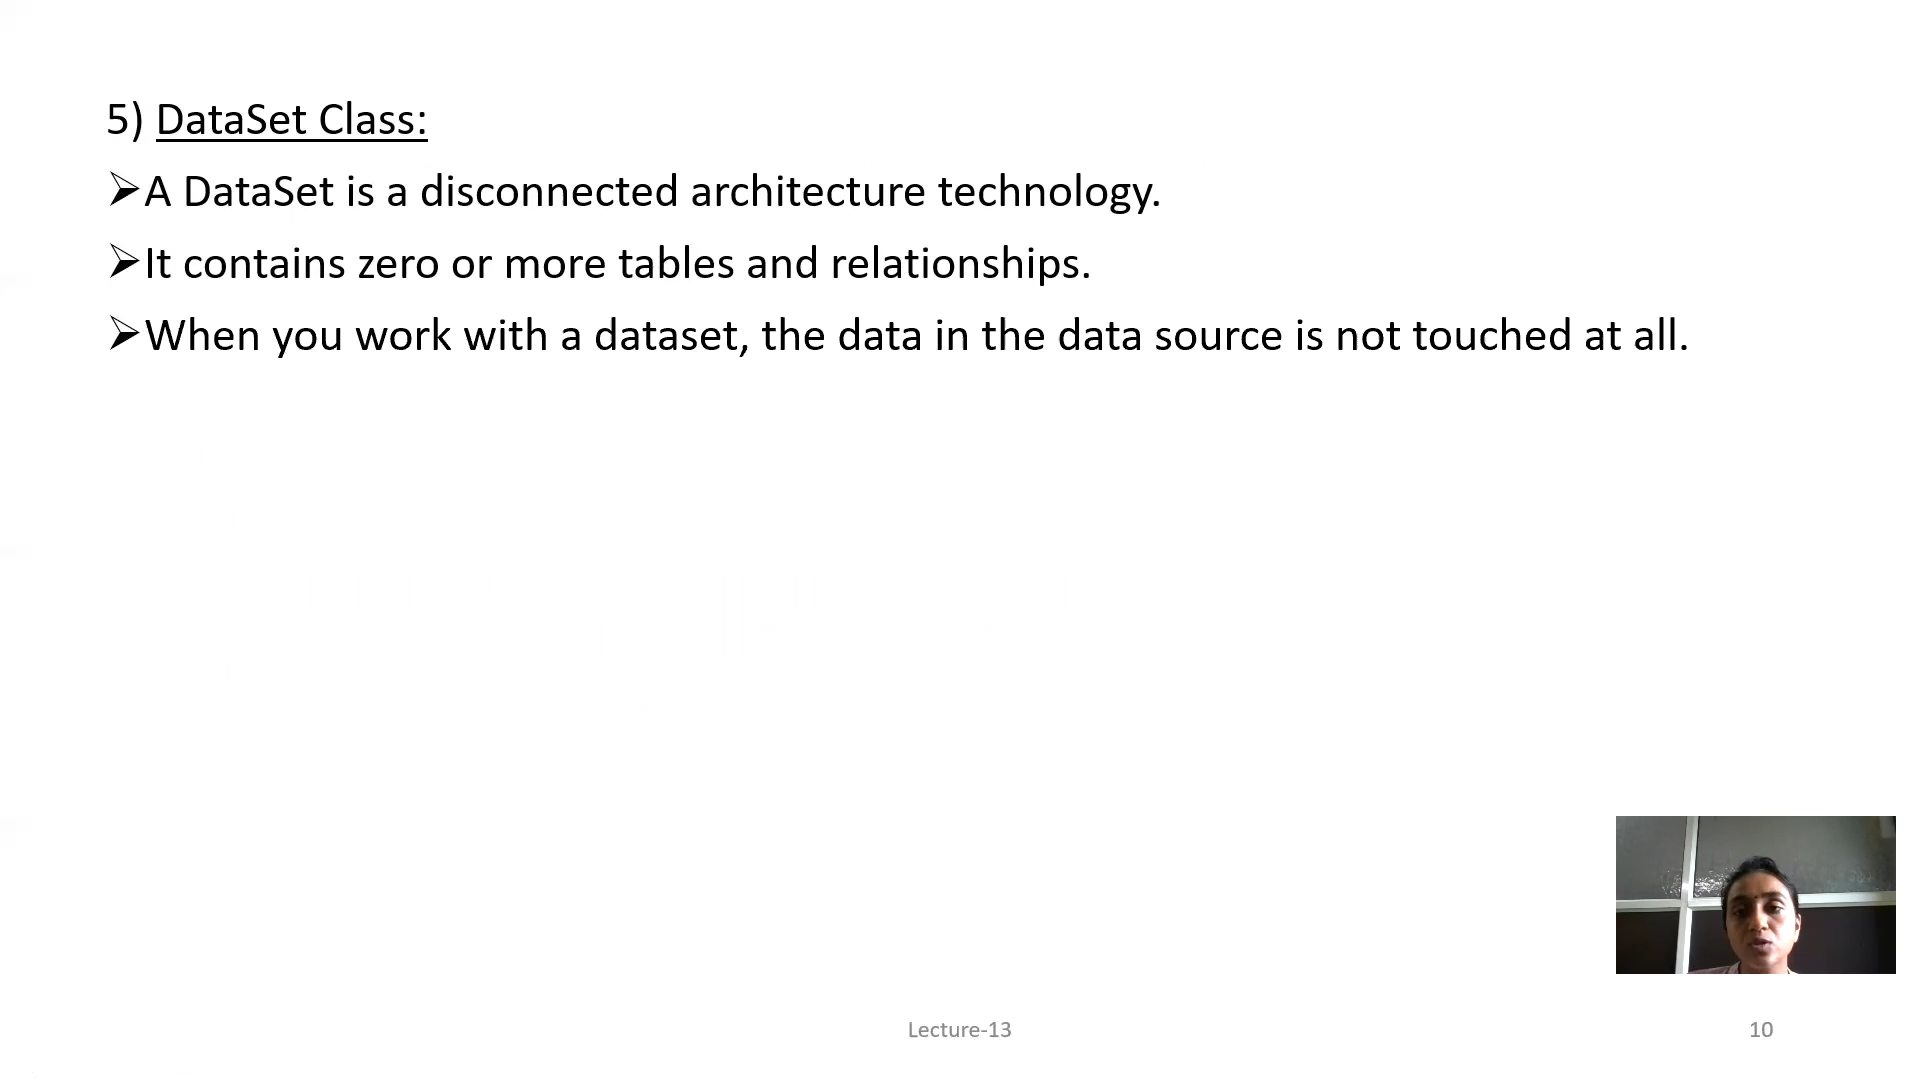 5) DataSet Class:
➢A DataSet is a disconnected architecture technology.
➢It contains zero or more tables and relationships.
➢When you work with a dataset, the data in the data source is not touched at all.
Lecture-13
10